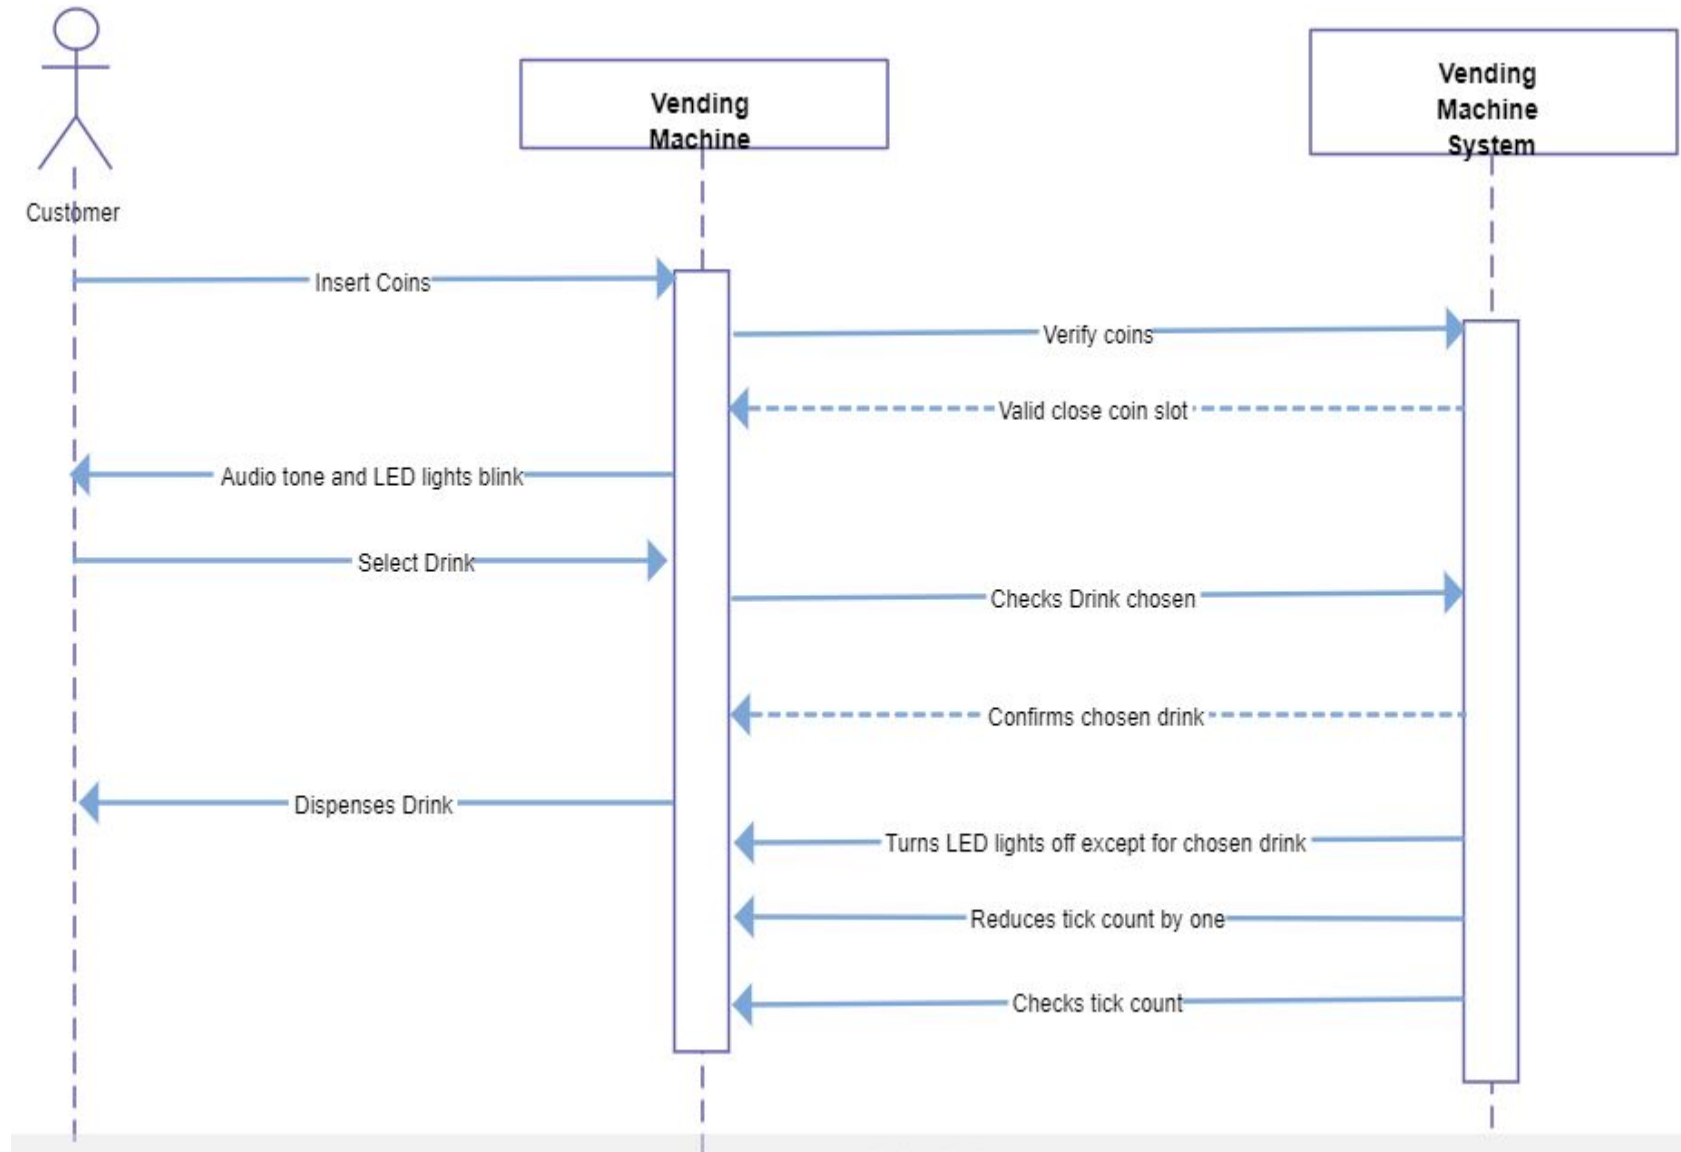 Vending
Machine
Vending
Machine
System
Customer
Insert Coins
Verify coins
Valid close coin slot
Audio tone and LED lights blink
Select Drink
Checks Drink chosen
Confirms chosen drink
Dispenses Drink
Turns LED lights off except for chosen drink
Reduces tick count by one
Checks tick count